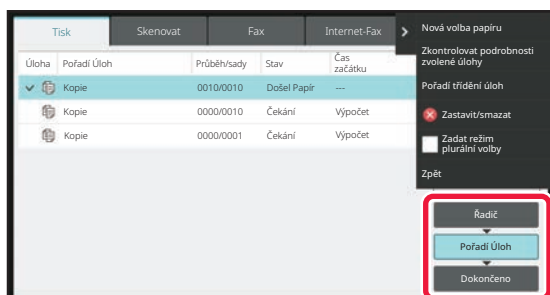 Tisk
Skenovat
Fax
Internet-Fax
Úloha Pořadí Úloh Průběh/sady Stav Čas začátku
Kopie 0010/0010 Došel Papír ---
Kopie 0000/0010 Čekání Výpočet
Kopie 0000/0001 Čekání Výpočet
Nová volba papíru
Zkontrolovat podrobnosti
zvolené úlohy
Pořadí třídění úloh
Zastavit/smazat
Zadat režim
plurální volby
Zpět
Řadič
Pořadí Úloh
Dokončeno